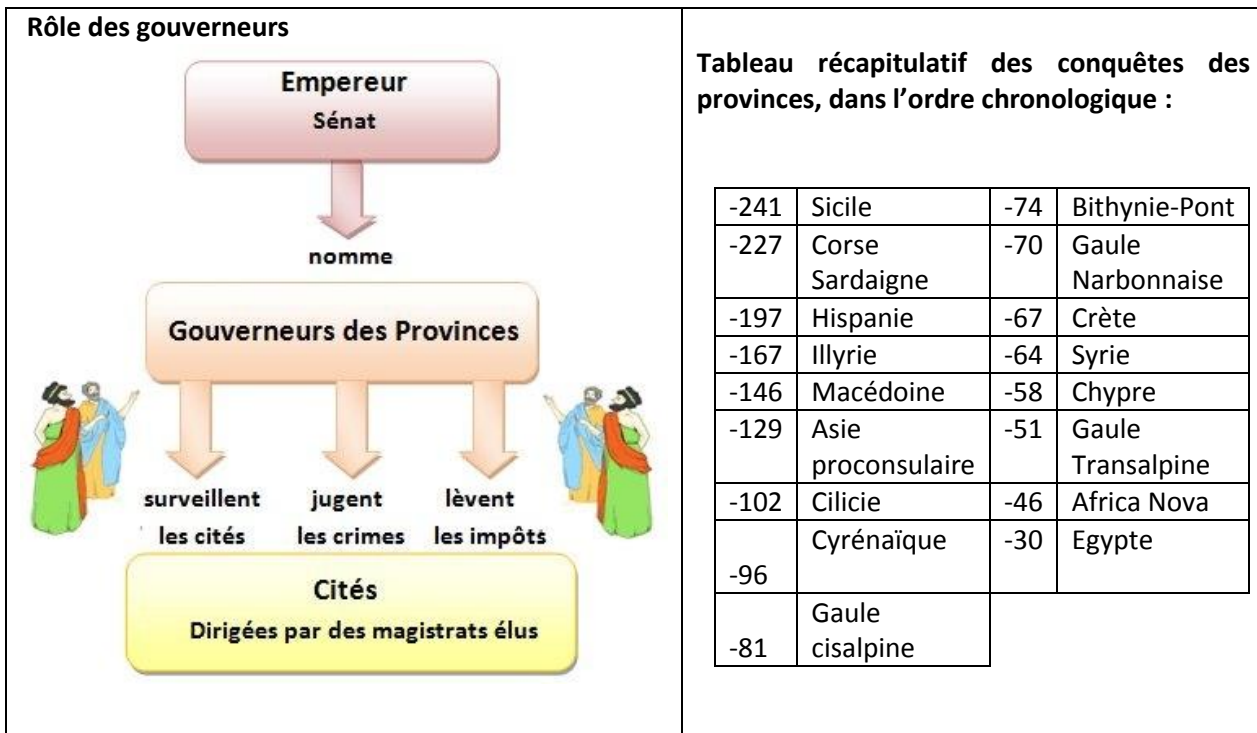 Rôle des gouverneurs
Empereur
Sénat
nomme
Gouverneurs des Provinces
surveillent
les cités
jugent
les crimes
lèvent
les impôts
Cités
Dirigées par des magistrats élus
Tableau récapitulatif des conquêtes des
provinces, dans l’ordre chronologique :
-241 Sicile -74 Bithynie-Pont
-227 Corse -70 Gaule
Sardaigne Narbonnaise
-197 Hispanie -67 Crète
-167 Illyrie -64 Syrie
-146 Macédoine -58 Chypre
-129 Asie -51 Gaule
proconsulaire Transalpine
-102 Cilicie -46 Africa Nova
Cyrénaïque -30 Egypte
-96
Gaule
-81 cisalpine